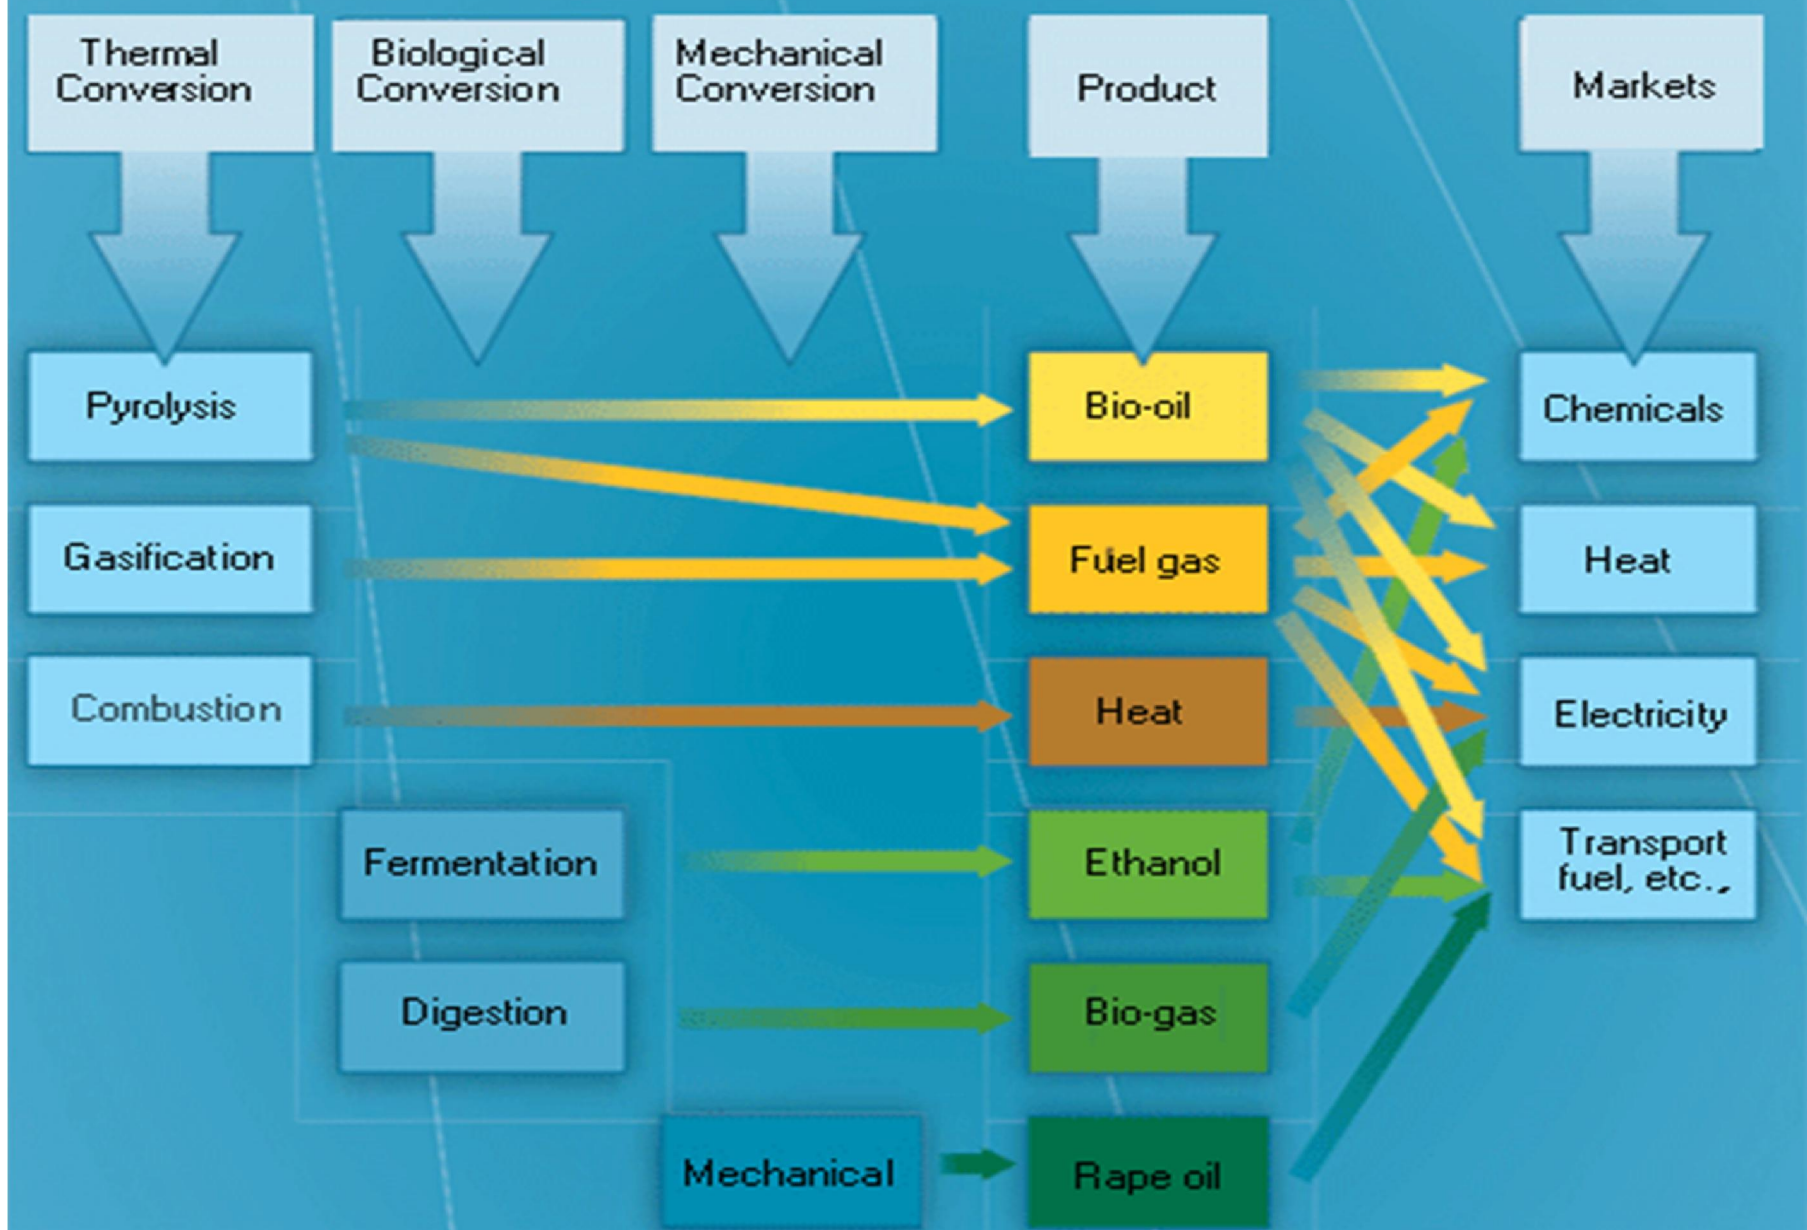 Thermal
Conversion
Biological
Conversion
Mechanical
Conversion
Product
Markets
Pyrolysis
Bio-oil
Chemicals
Gasification
Fuel gas
Heat
Combustion
Heat
Electricity
Fermentation
Ethanol
Transport
fuel, etc.,
Digestion
Bio-gas
Mechanical
Rape oil